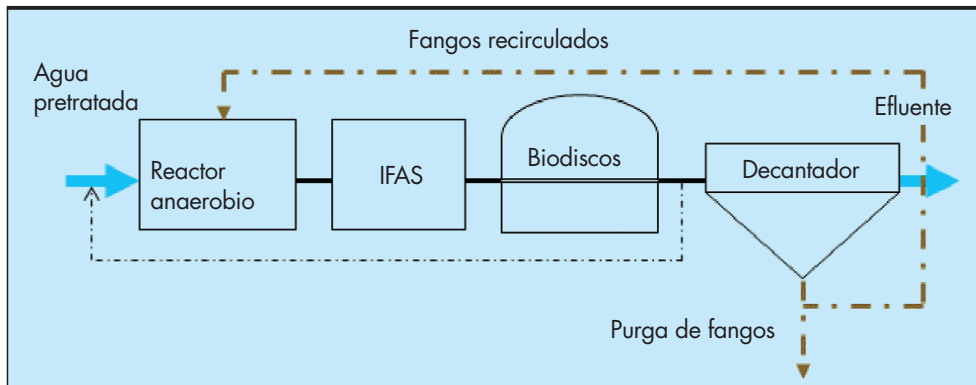 Fangos recirculados
Agua
pretratada
Efluente
Reactor
anaerobio
IFAS
Biodiscos
Decantador
Purga de fangos